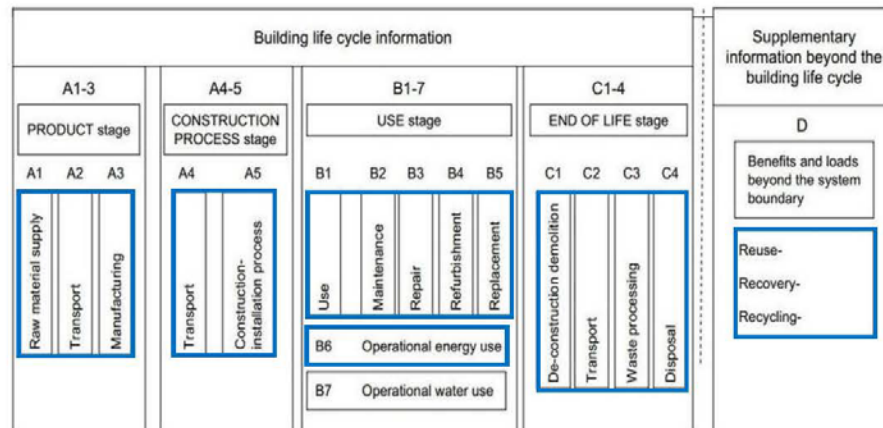 Building life cycle information
Supplementary
information beyond the
building life cycle
A1-3
A4-5
B1-7
C1-4
PRODUCT stage
CONSTRUCTION
PROCESS stage
USE stage
END OF LIFE stage
D
Benefits and loads
beyond the system
boundary
A1
A2
A3
A4
A5
B1
B2
B3
B4
B5
C1
C2
C3
C4
Raw material supply
Transport
Manufacturing
Transport
Construction-
installation process
Use
Maintenance
Repair
Refurbishment
Replacement
De-construction demolition
Transport
Waste processing
Disposal
Reuse-
Recovery-
Recycling-
B6 Operational energy use
B7 Operational water use